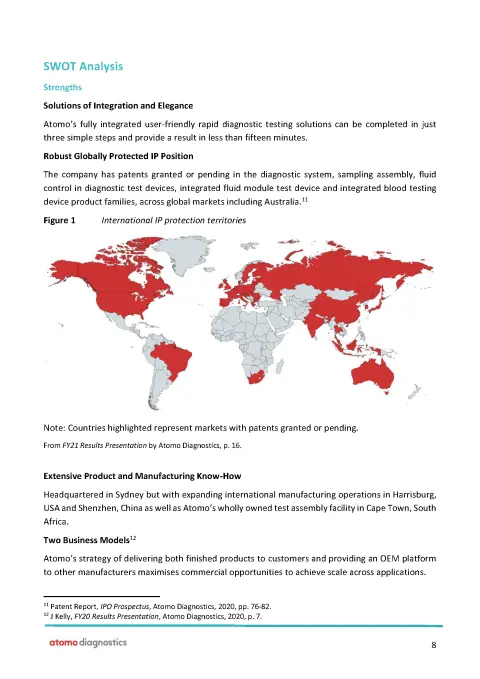 SWOT Analysis
Strengths
Solutions of Integration and Elegance
Atomo's fully integrated user-friendly rapid diagnostic testing solutions can be completed in just
three simple steps and provide a result in less than fifteen minutes.
Robust Globally Protected IP Position
The company has patents granted or pending in the diagnostic system, sampling assembly, fluid
control in diagnostic test devices, integrated fluid module test device and integrated blood testing
device product families, across global markets including Australia.11
Figure 1 International IP protection territories
Note: Countries highlighted represent markets with patents granted or pending.
From FY21 Results Presentation by Atomo Diagnostics, p. 16.
Extensive Product and Manufacturing Know-How
Headquartered in Sydney but with expanding international manufacturing operations in Harrisburg,
USA and Shenzhen, China as well as Atomo's wholly owned test assembly facility in Cape Town, South
Africa.
Two Business Models12
Atomo's strategy of delivering both finished products to customers and providing an OEM platform
to other manufacturers maximises commercial opportunities to achieve scale across applications.
11 Patent Report, IPO Prospectus, Atomo Diagnostics, 2020, pp. 76-82.
12 J Kelly, FY20 Results Presentation, Atomo Diagnostics, 2020, p. 7.
atomo diagnostics
8